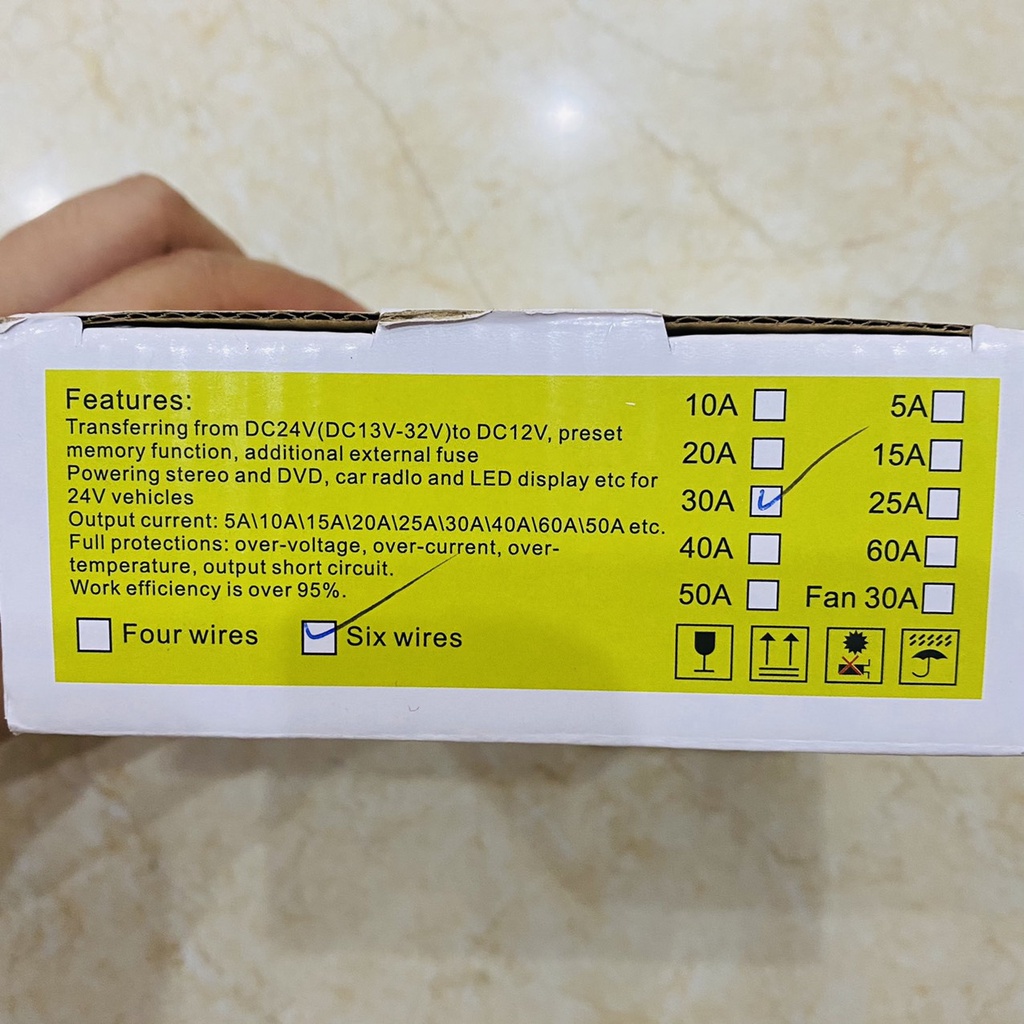 Features:
Transferring from DC24V(DC13V-32V)to DC12V, preset
memory function, additional external fuse
Powering stereo and DVD, car radlo and LED display etc for
24V vehicles
Output current: 5A\10A\15A\20A\25A\30A\40A\60A\50A etc.
Full protections: over-voltage, over-current, over-
temperature, output short circuit.
Work efficiency is over 95%.
Four wires Six wires
10A 5A
20A 15A
30A 25A
40A 60A
50A Fan 30A